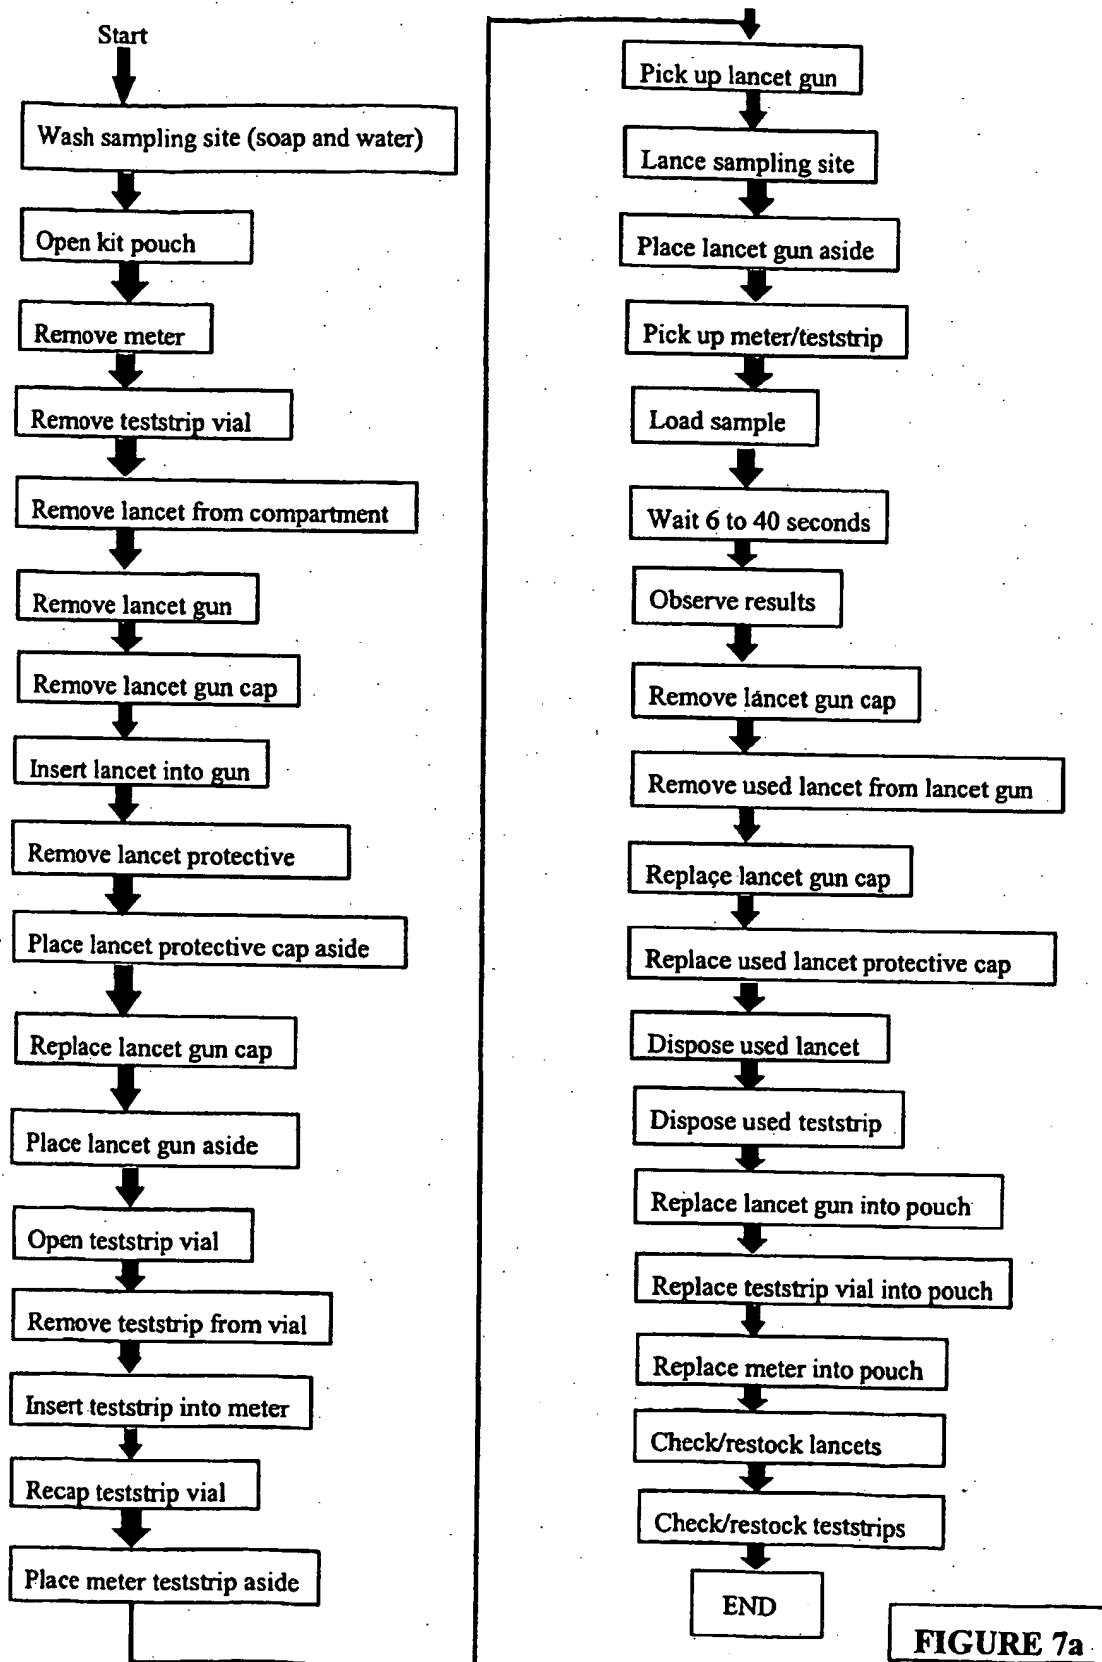 Start
Wash sampling site (soap and water)
Open kit pouch
Remove meter
Remove teststrip vial
Remove lancet from compartment
Remove lancet gun
Remove lancet gun cap
Insert lancet into gun
Remove lancet protective
Place lancet protective cap aside
Replace lancet gun cap
Place lancet gun aside
Open teststrip vial
Remove teststrip from vial
Insert teststrip into meter
Recap teststrip vial
Place meter teststrip aside
Pick up lancet gun
Lance sampling site
Place lancet gun aside
Pick up meter/teststrip
Load sample
Wait 6 to 40 seconds
Observe results
Remove lancet gun cap
Remove used lancet from lancet gun
Replace lancet gun cap
Replace used lancet protective cap
Dispose used lancet
Dispose used teststrip
Replace lancet gun into pouch
Replace teststrip vial into pouch
Replace meter into pouch
Check/restock lancets
Check/restock teststrips
END
FIGURE 7a